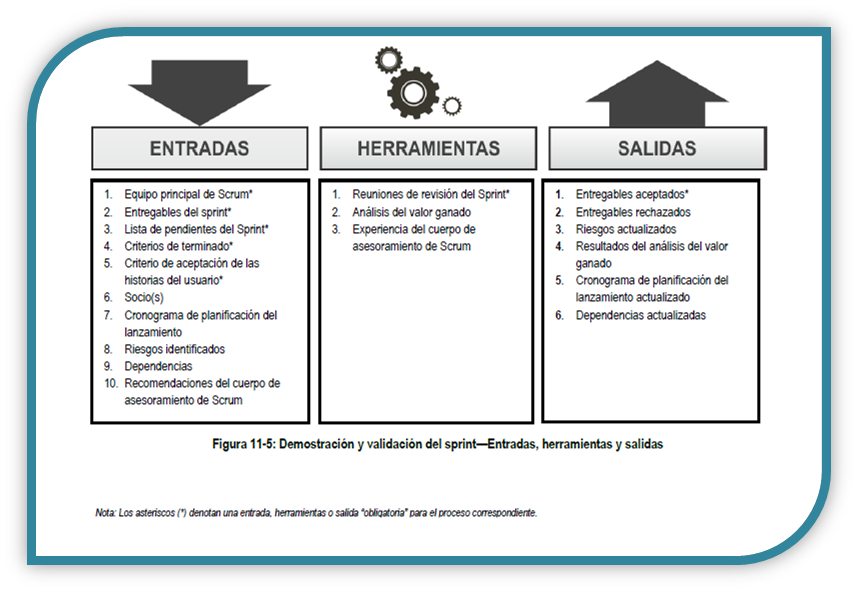 ENTRADAS
1. Equipo principal de Scrum*
2. Entregables del sprint*
3. Lista de pendientes del Sprint*
4. Criterios de terminado*
5. Criterio de aceptación de las
historias del usuario*
6. Socio(s)
7. Cronograma de planificación del
lanzamiento
8. Riesgos identificados
9. Dependencias
10. Recomendaciones del cuerpo de
asesoramiento de Scrum
HERRAMIENTAS
1. Reuniones de revisión del Sprint*
2. Análisis del valor ganado
3. Experiencia del cuerpo de
asesoramiento de Scrum
SALIDAS
1. Entregables aceptados*
2. Entregables rechazados
3. Riesgos actualizados
4. Resultados del análisis del valor
ganado
5. Cronograma de planificación del
lanzamiento actualizado
6. Dependencias actualizadas
Figura 11-5: Demostración y validación del sprint—Entradas, herramientas y salidas
Nota: Los asteriscos (*) denotan una entrada, herramientas o salida "obligatoria" para el proceso correspondiente.